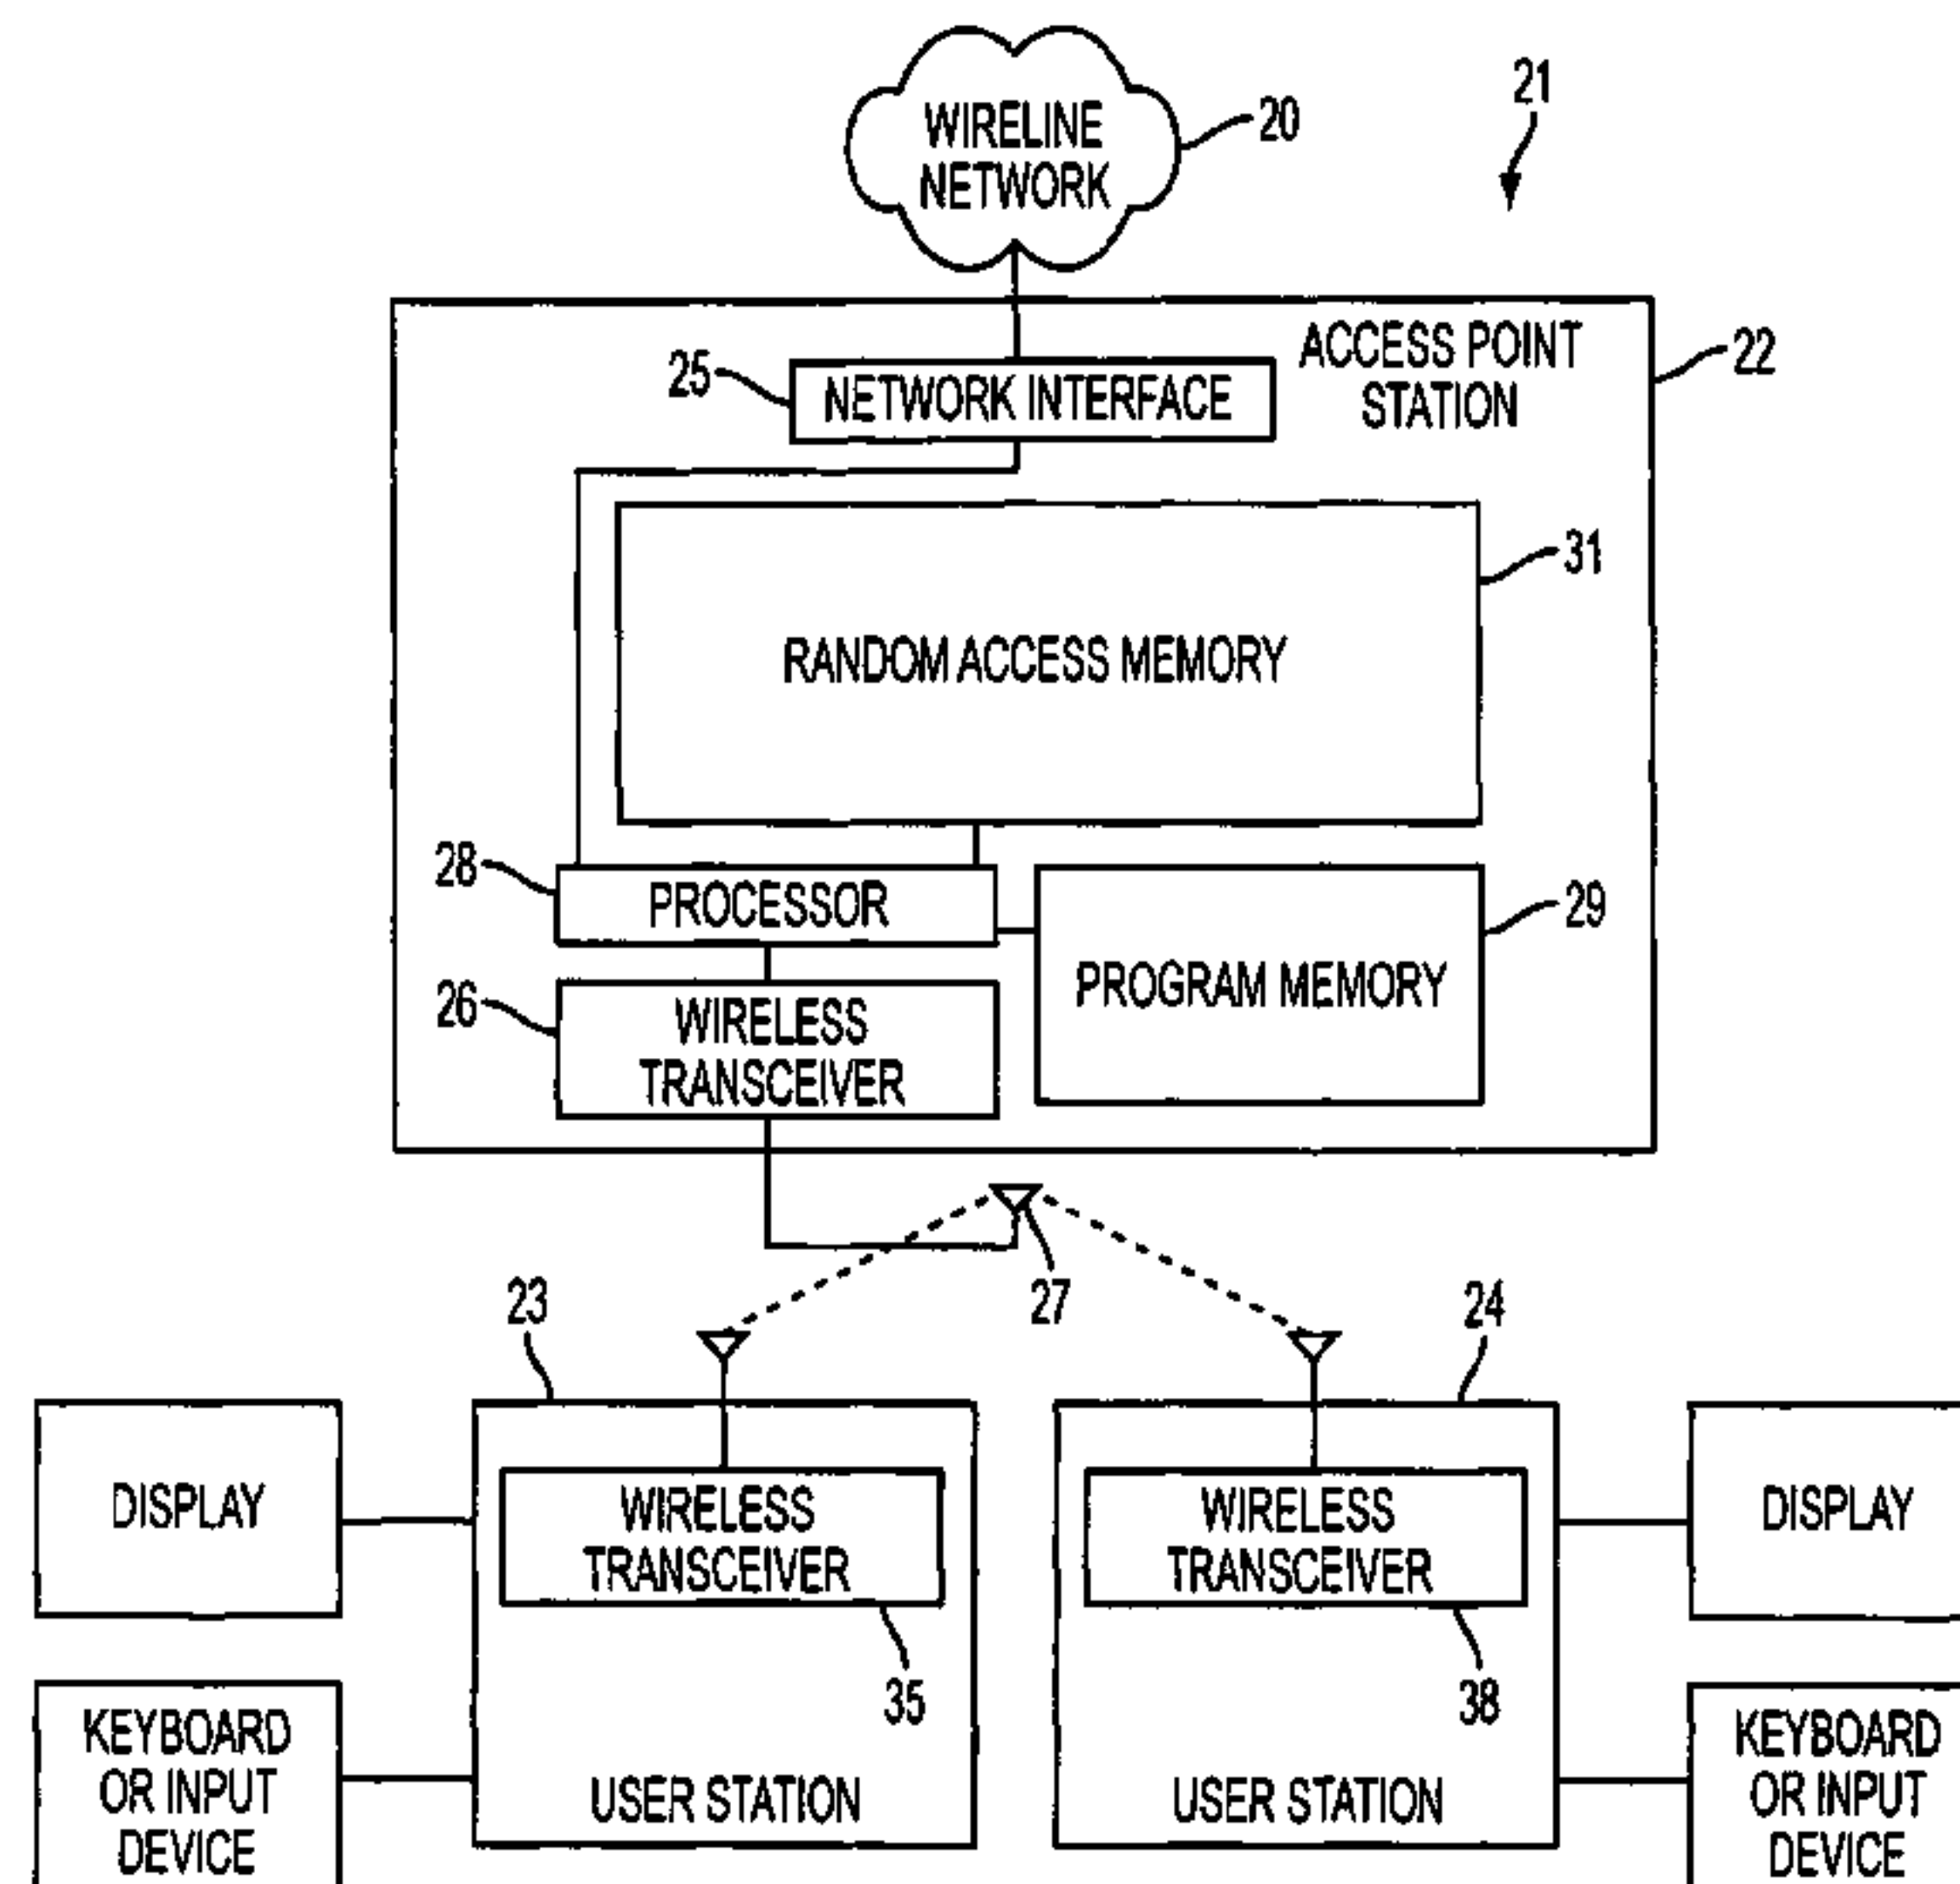 WIRELINE
NETWORK
20
21
ACCESS POINT
STATION
22
25
NETWORK INTERFACE
31
RANDOM ACCESS MEMORY
28
PROCESSOR
29
PROGRAM MEMORY
26
WIRELESS
TRANSCEIVER
27
23
24
DISPLAY
WIRELESS
TRANSCEIVER
35
WIRELESS
TRANSCEIVER
38
DISPLAY
KEYBOARD
OR INPUT
DEVICE
USER STATION
USER STATION
KEYBOARD
OR INPUT
DEVICE